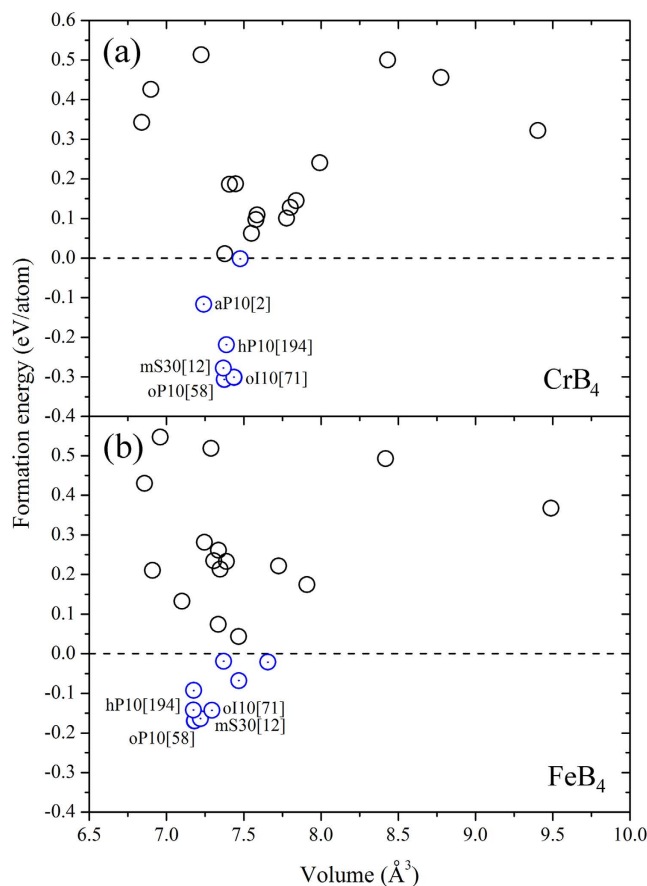 (a)
0.6
0.5
0.4
0.3
0.2
0.1
0.0
-0.1
-0.2
-0.3
-0.4
aP10[2]
hP10[194]
mS30[12]
oI10[71]
oP10[58]
CrB₄
Formation energy (eV/atom)
(b)
0.5
0.4
0.3
0.2
0.1
0.0
-0.1
-0.2
-0.3
-0.4
hP10[194]
oI10[71]
mS30[12]
oP10[58]
FeB₄
6.5 7.0 7.5 8.0 8.5 9.0 9.5 10.0
Volume (Å³)